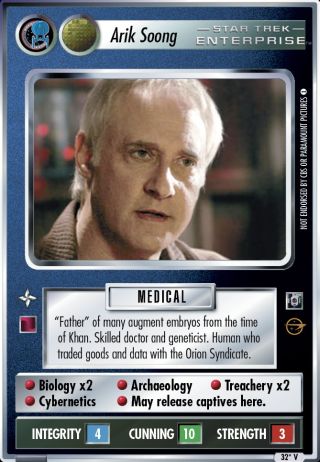 Arik Soong
STAR TREK
ENTERPRISE
NOT ENDORSED BY CBS OR PARAMOUNT PICTURES
MEDICAL
“Father” of many augment embryos from the time
of Khan. Skilled doctor and geneticist. Human who
traded goods and data with the Orion Syndicate.
Biology x2 Archaeology Treachery x2
Cybernetics May release captives here.
INTEGRITY 4 CUNNING 10 STRENGTH 3
32* V